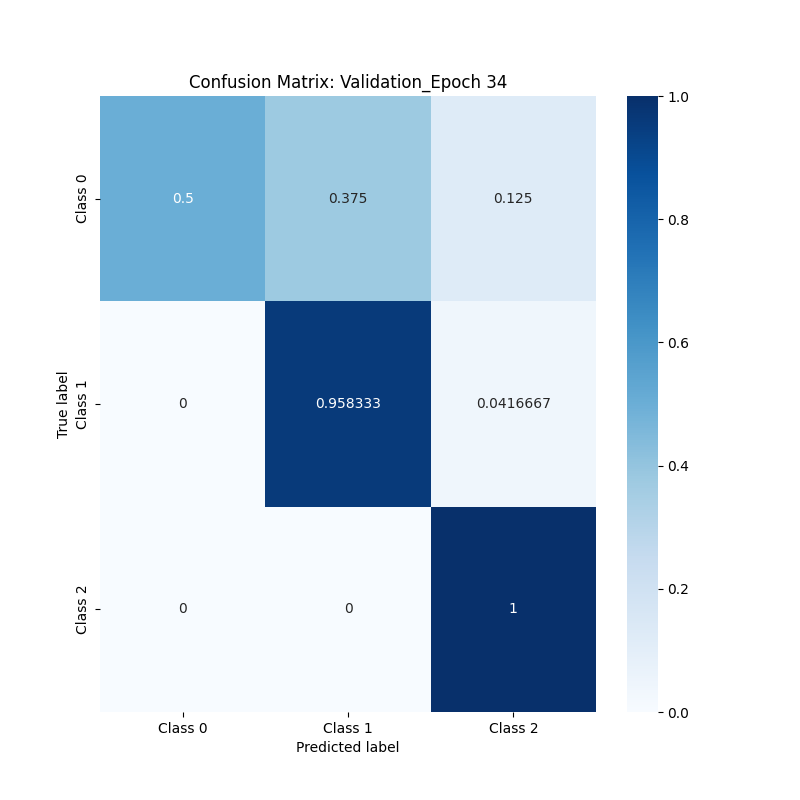 Confusion Matrix: Validation_Epoch 34
Class 0
0.5
0.375
0.125
True label
Class 1
0
0.958333
0.0416667
Class 2
0
0
1
Class 0
Class 1
Class 2
Predicted label
1.0
0.8
0.6
0.4
0.2
0.0